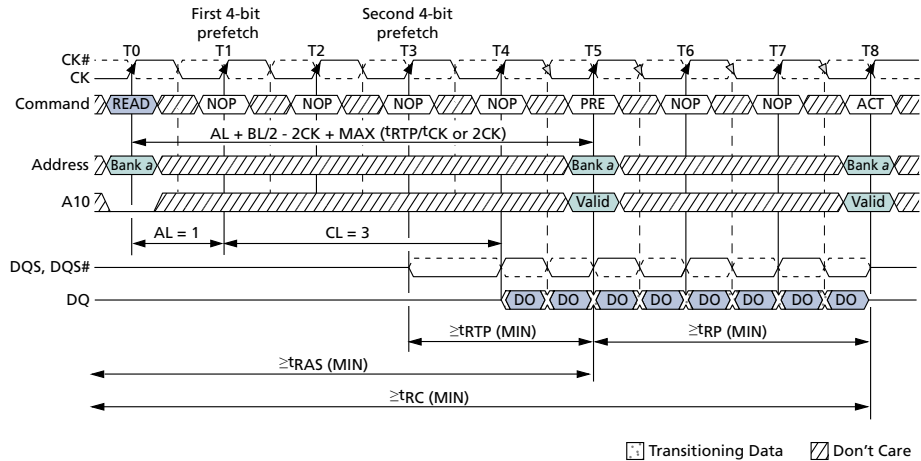 First 4-bit prefetch Second 4-bit prefetch
T0 T1 T2 T3 T4 T5 T6 T7 T8
CK#
CK
Command READ NOP NOP NOP NOP PRE NOP NOP ACT
AL + BL/2 - 2CK + MAX (tRTP/tCK or 2CK)
Address Bank a Bank a Bank a
A10 Valid Valid
AL = 1 CL = 3
DQS, DQS#
DQ DO DO DO DO DO DO DO DO
≥tRTP (MIN) ≥tRP (MIN)
≥tRAS (MIN)
≥tRC (MIN)
Transitioning Data Don't Care